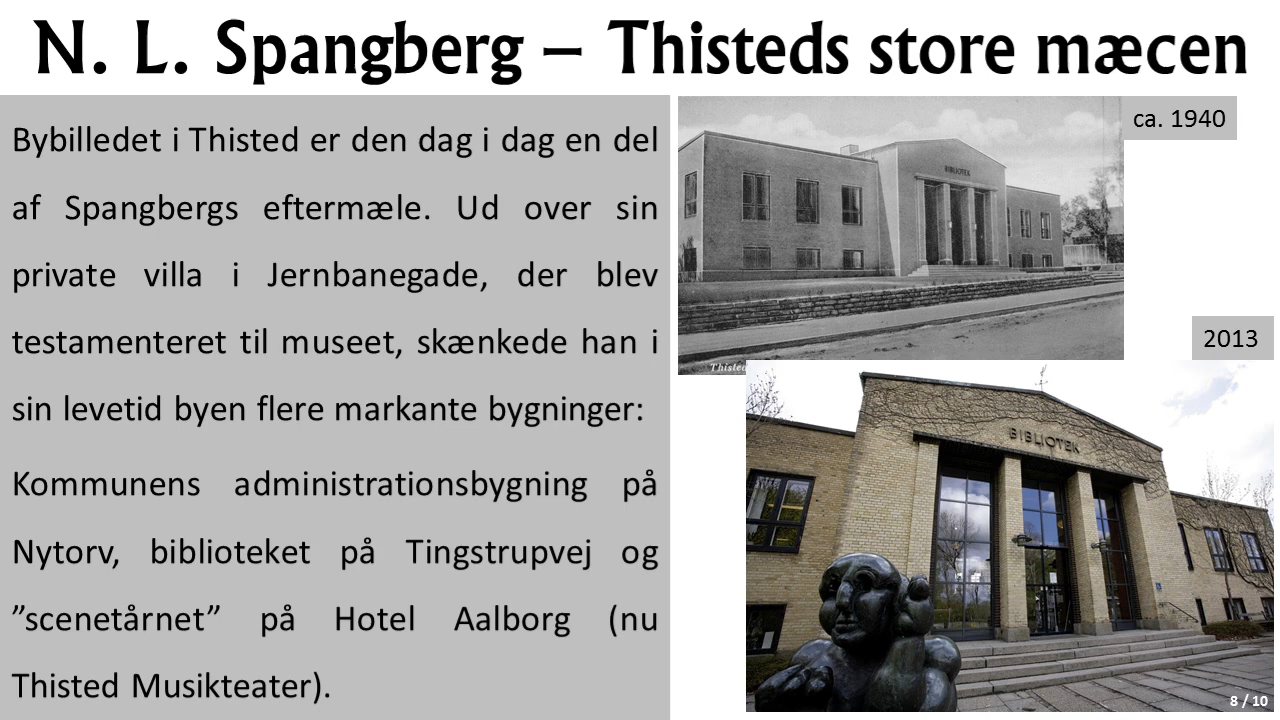 N. L. Spangberg – Thisteds store mæcen
Bybilledet i Thisted er den dag i dag en del
af Spangbergs eftermæle. Ud over sin
private villa i Jernbanegade, der blev
testamenteret til museet, skænkede han i
sin levetid byen flere markante bygninger:
Kommunens administrationsbygning på
Nytorv, biblioteket på Tingstrupvej og
”scenetårnet” på Hotel Aalborg (nu
Thisted Musikteater).
ca. 1940
BIBLIOTEK
Thisted
2013
BIBLIOTEK
8 / 10